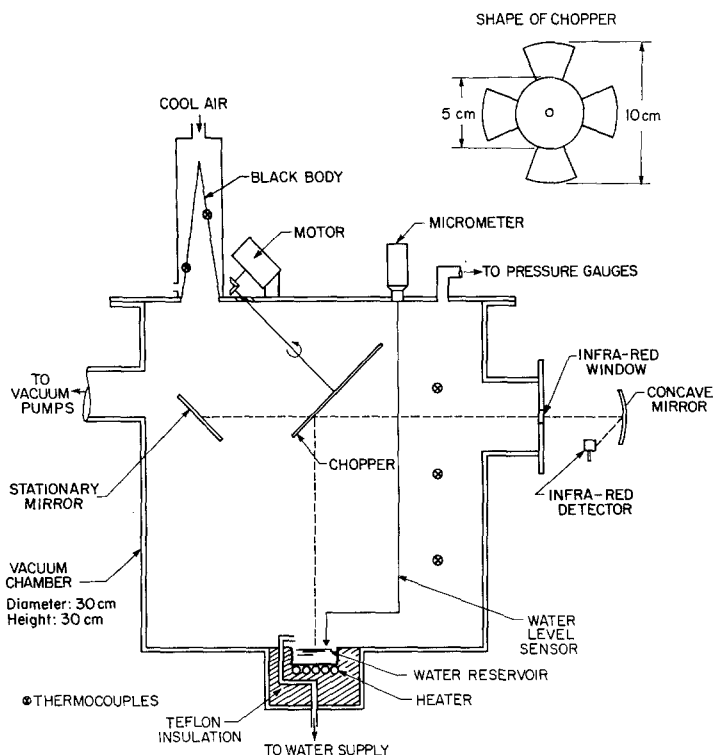 SHAPE OF CHOPPER
5 cm
10 cm
COOL AIR
BLACK BODY
MOTOR
MICROMETER
TO PRESSURE GAUGES
INFRA-RED
WINDOW
CONCAVE
MIRROR
TO
VACUUM
PUMPS
CHOPPER
INFRA-RED
DETECTOR
STATIONARY
MIRROR
VACUUM
CHAMBER
Diameter: 30 cm
Height: 30 cm
WATER
LEVEL
SENSOR
WATER RESERVOIR
HEATER
⊗ THERMOCOUPLES
TEFLON
INSULATION
TO WATER SUPPLY